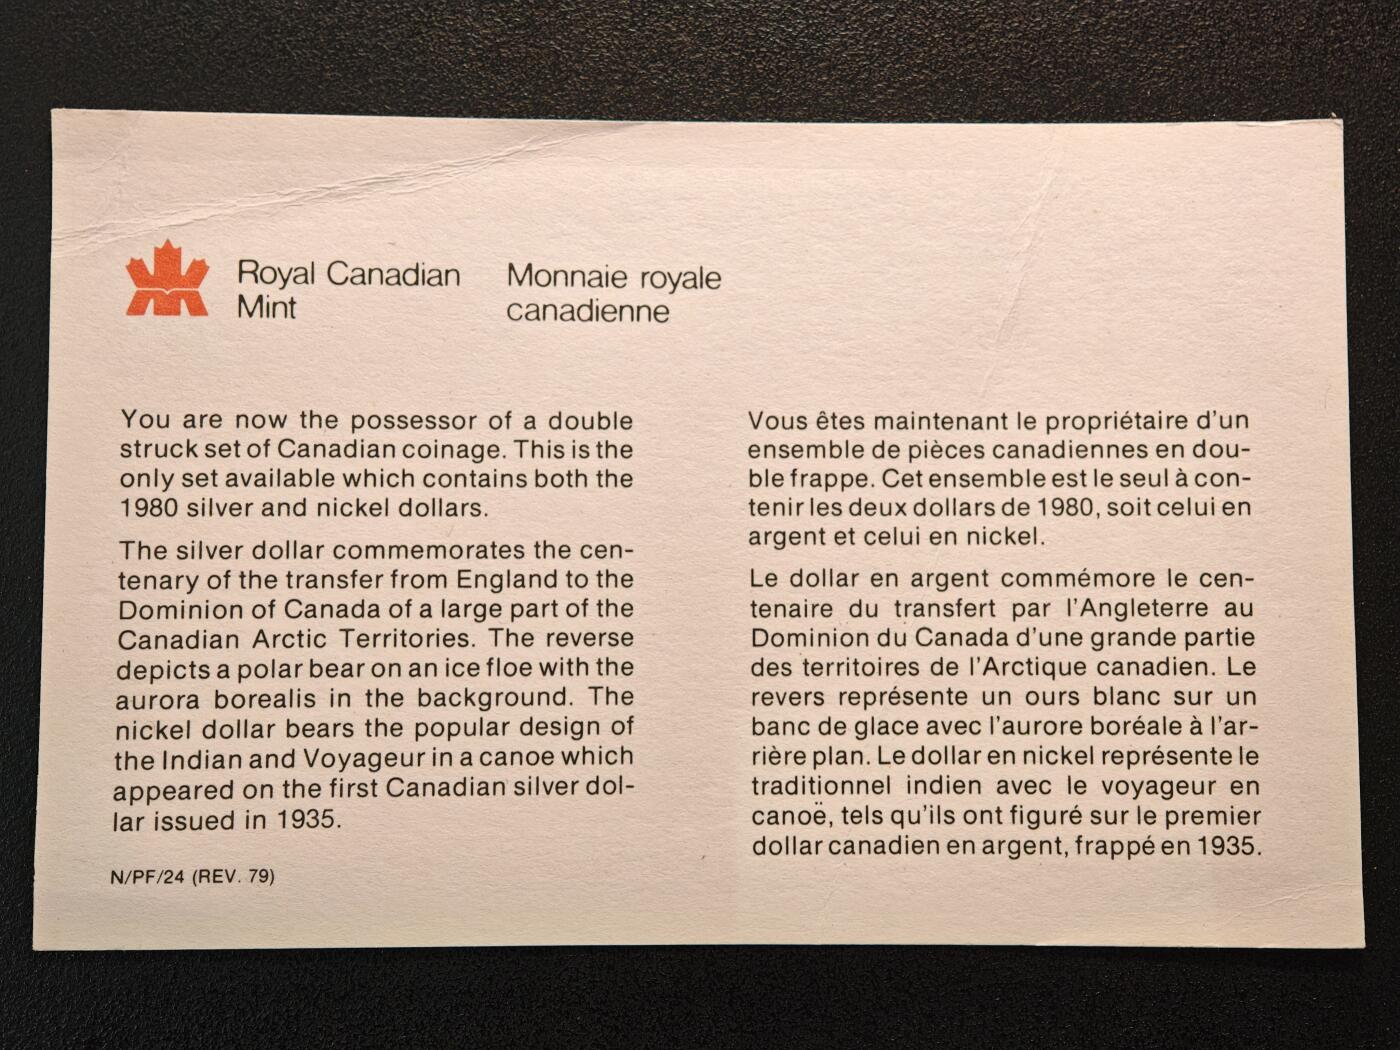 Royal Canadian
Mint
Monnaie royale
canadienne
You are now the possessor of a double
struck set of Canadian coinage. This is the
only set available which contains both the
1980 silver and nickel dollars.
The silver dollar commemorates the cen-
tenary of the transfer from England to the
Dominion of Canada of a large part of the
Canadian Arctic Territories. The reverse
depicts a polar bear on an ice floe with the
aurora borealis in the background. The
nickel dollar bears the popular design of
the Indian and Voyageur in a canoe which
appeared on the first Canadian silver dol-
lar issued in 1935.
N/PF/24 (REV. 79)
Vous êtes maintenant le propriétaire d'un
ensemble de pièces canadiennes en dou-
ble frappe. Cet ensemble est le seul à con-
tenir les deux dollars de 1980, soit celui en
argent et celui en nickel.
Le dollar en argent commémore le cen-
tenaire du transfert par l'Angleterre au
Dominion du Canada d'une grande partie
des territoires de l'Arctique canadien. Le
revers représente un ours blanc sur un
banc de glace avec l'aurore boréale à l'ar-
rière plan. Le dollar en nickel représente le
traditionnel indien avec le voyageur en
canoë, tels qu'ils ont figuré sur le premier
dollar canadien en argent, frappé en 1935.